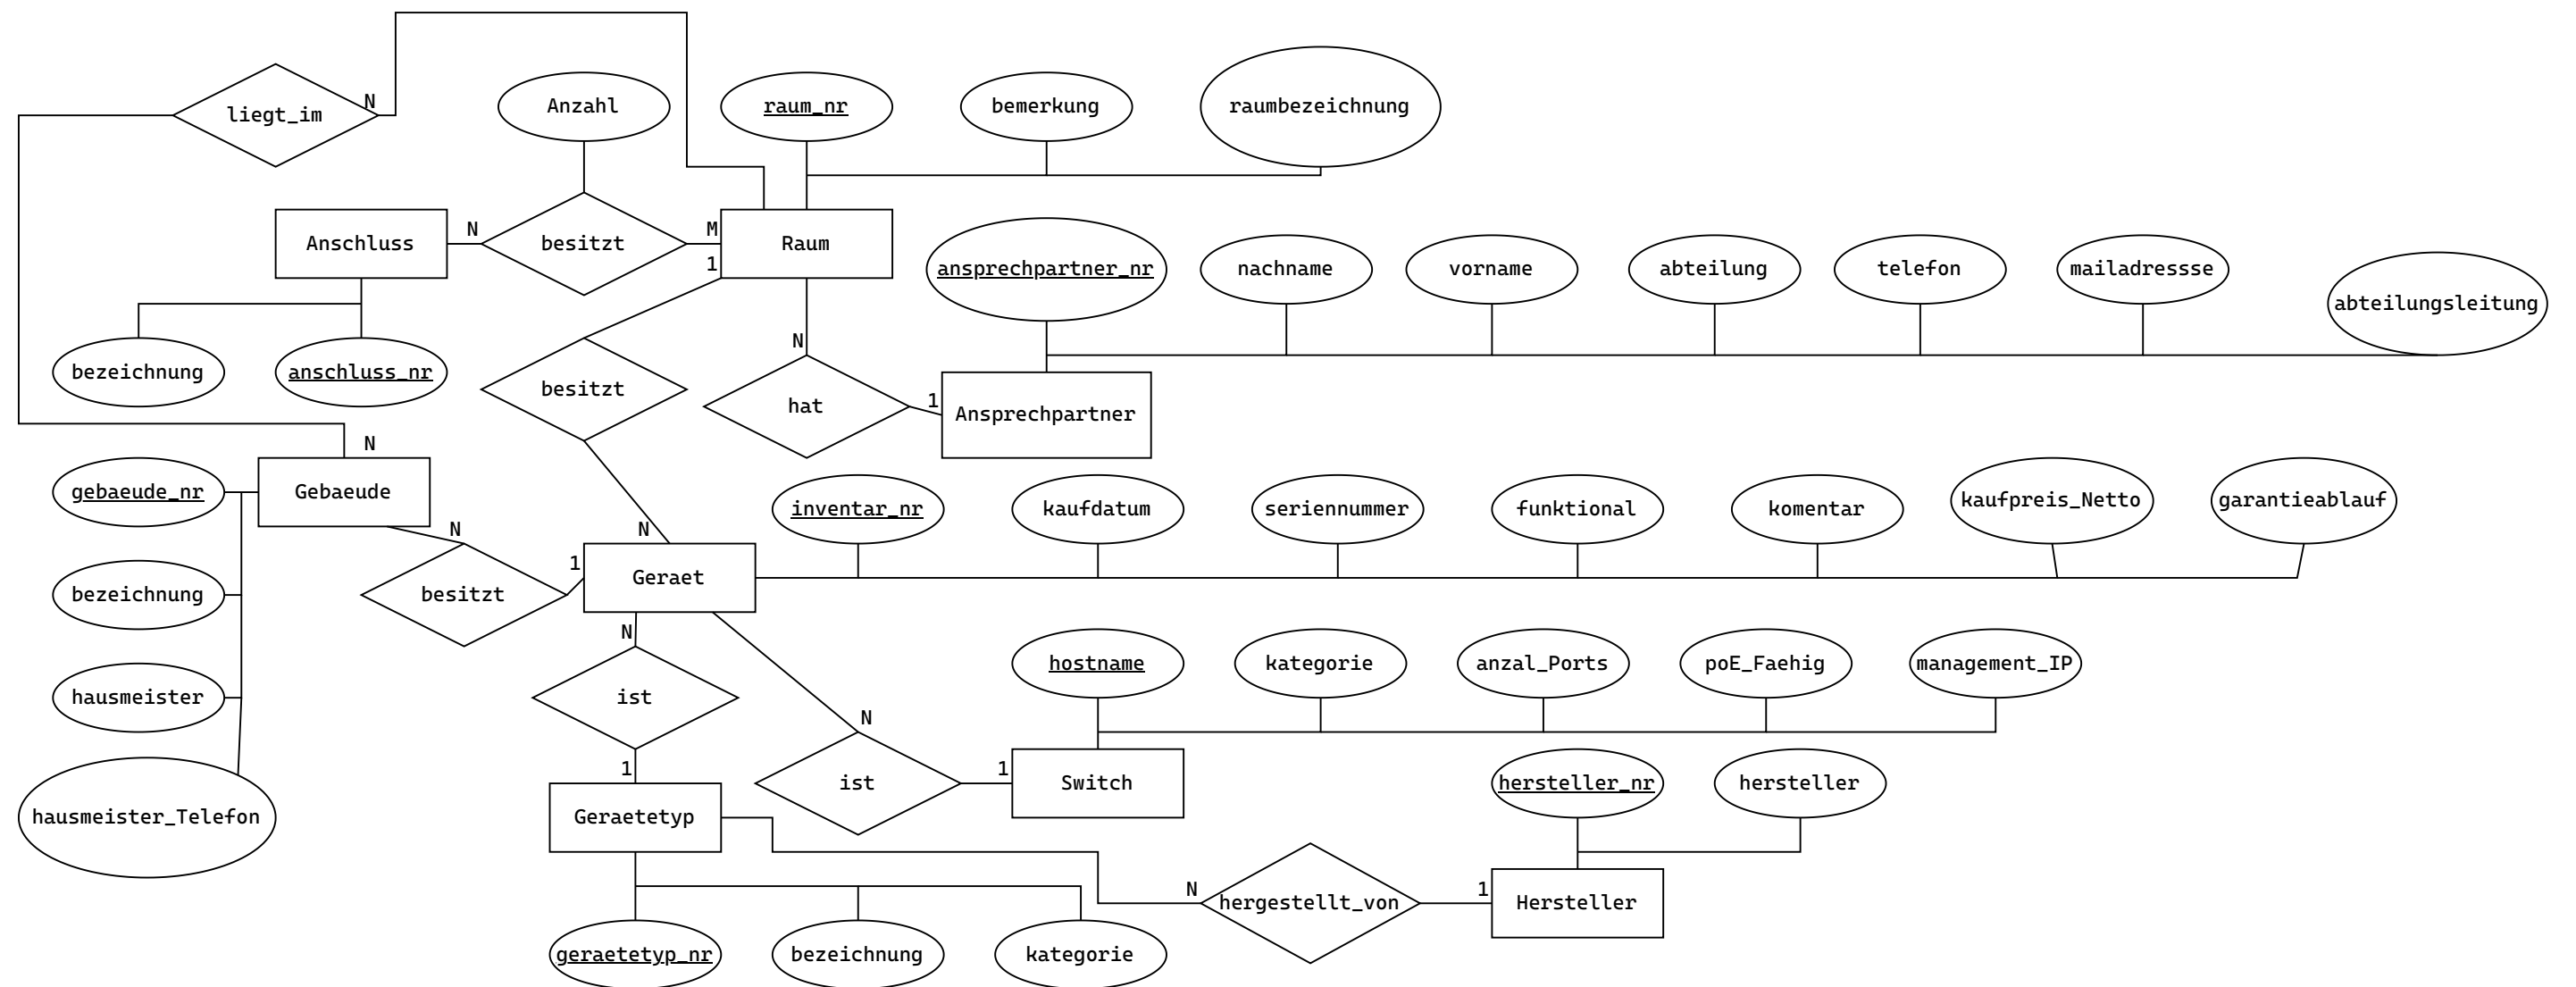 N
liegt_im
Anzahl
raum_nr
bemerkung
raumbezeichnung
Anschluss
N
besitzt
M
Raum
1
ansprechpartner_nr
nachname
vorname
abteilung
telefon
mailadressse
abteilungsleitung
bezeichnung
anschluss_nr
besitzt
N
hat
1
Ansprechpartner
N
gebaeude_nr
Gebaeude
inventar_nr
kaufdatum
seriennummer
funktional
komentar
kaufpreis_Netto
garantieablauf
N
N
1
Geraet
bezeichnung
besitzt
N
hostname
kategorie
anzal_Ports
poE_Faehig
management_IP
hausmeister
ist
N
1
ist
1
Switch
hersteller_nr
hersteller
hausmeister_Telefon
Geraetetyp
N
hergestellt_von
1
Hersteller
geraetetyp_nr
bezeichnung
kategorie